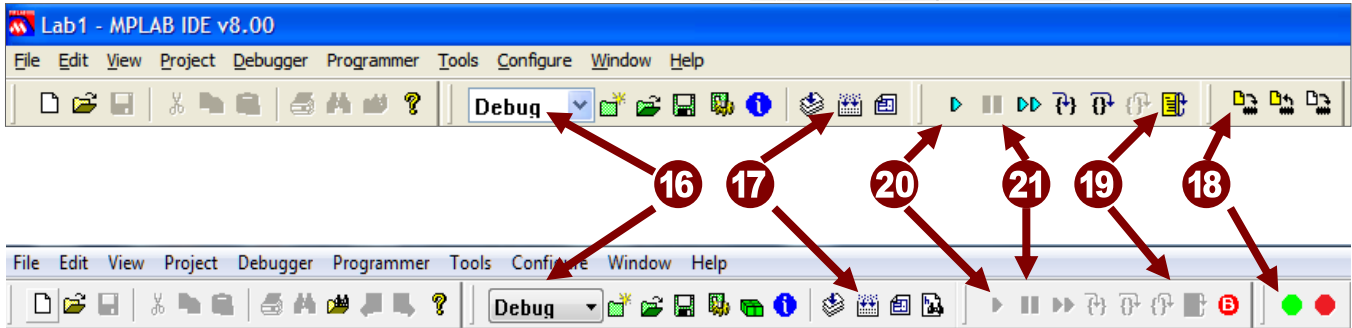 Lab1 - MPLAB IDE v8.00
File Edit View Project Debugger Programmer Tools Configure Window Help
Debug
16 17 20 21 19 18
File Edit View Project Debugger Programmer Tools Configure Window Help
Debug B